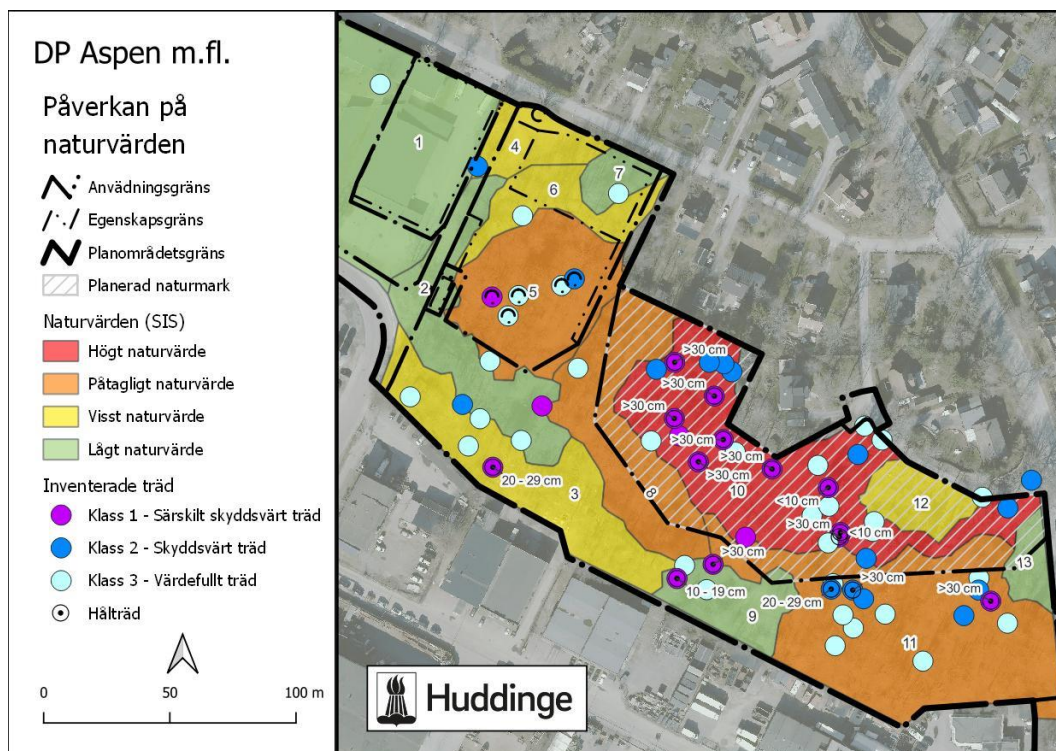 DP Aspen m.fl.
Påverkan på
naturvärden
Anvädningsgräns
Egenskapsgräns
Planområdetsgräns
Planerad naturmark
Naturvärden (SIS)
Högt naturvärde
Påtagligt naturvärde
Visst naturvärde
Lågt naturvärde
Inventerade träd
Klass 1 - Särskilt skyddsvärt träd
Klass 2 - Skyddsvärt träd
Klass 3 - Värdefullt träd
Hålträd
0 50 100 m
1
4
7
6
2
5
>30 cm
>30 cm
>30 cm
>30 cm
>30 cm
>30 cm
20 - 29 cm
3
8
10
<10 cm
12
>30 cm
<10 cm
>30 cm
13
10 - 19 cm
>30 cm
20 - 29 cm
>30 cm
9
11
Huddinge